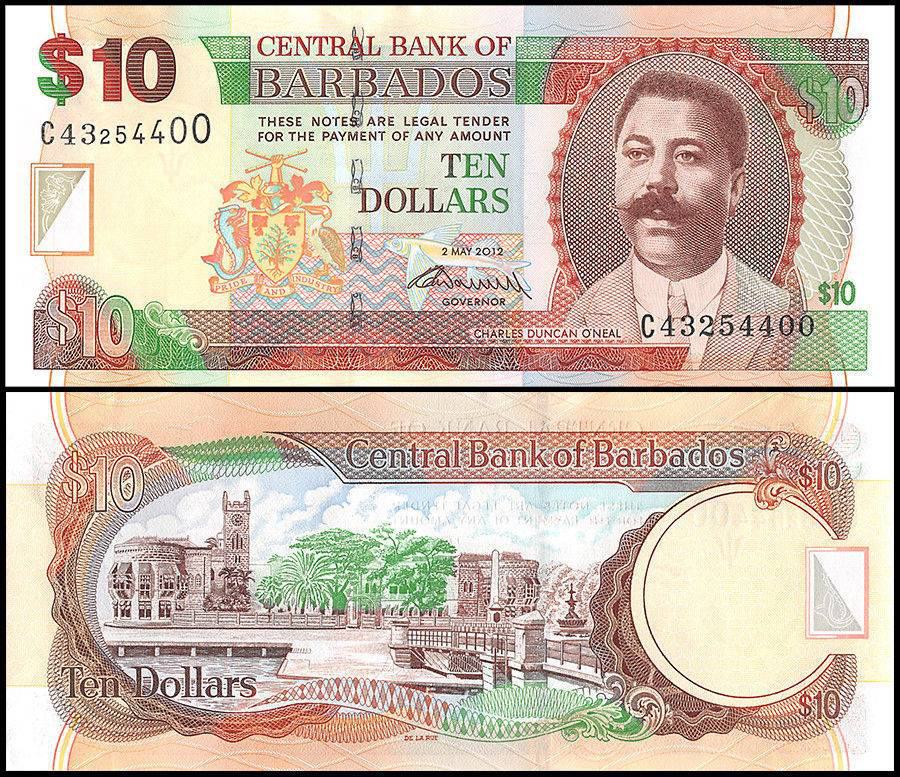 $10
CENTRAL BANK OF
BARBADOS
$10
C43254400
THESE NOTES ARE LEGAL TENDER
FOR THE PAYMENT OF ANY AMOUNT
TEN
DOLLARS
2 MAY 2012
GOVERNOR
PRIDE AND INDUSTRY
$10
$10
CHARLES DUNCAN O'NEAL
C43254400
$10
Central Bank of Barbados
$10
Ten Dollars
$10
DE LA RUE